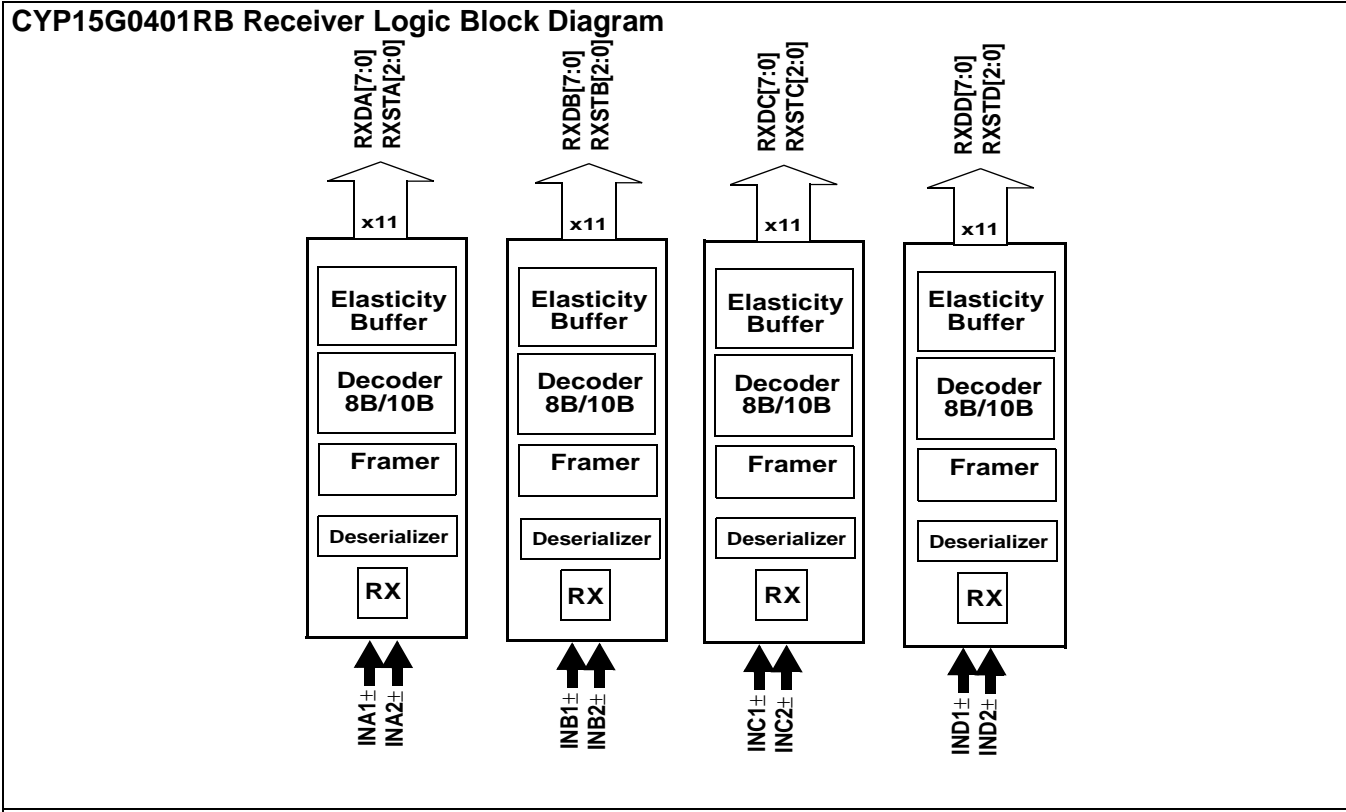 CYP15G0401RB Receiver Logic Block Diagram
RXDA[7:0]
RXSTA[2:0]
RXDB[7:0]
RXSTB[2:0]
RXDC[7:0]
RXSTC[2:0]
RXDD[7:0]
RXSTD[2:0]
x11
x11
x11
x11
Elasticity
Buffer
Elasticity
Buffer
Elasticity
Buffer
Elasticity
Buffer
Decoder
8B/10B
Decoder
8B/10B
Decoder
8B/10B
Decoder
8B/10B
Framer
Framer
Framer
Framer
Deserializer
Deserializer
Deserializer
Deserializer
RX
RX
RX
RX
INA1±
INA2±
INB1±
INB2±
INC1±
INC2±
IND1±
IND2±